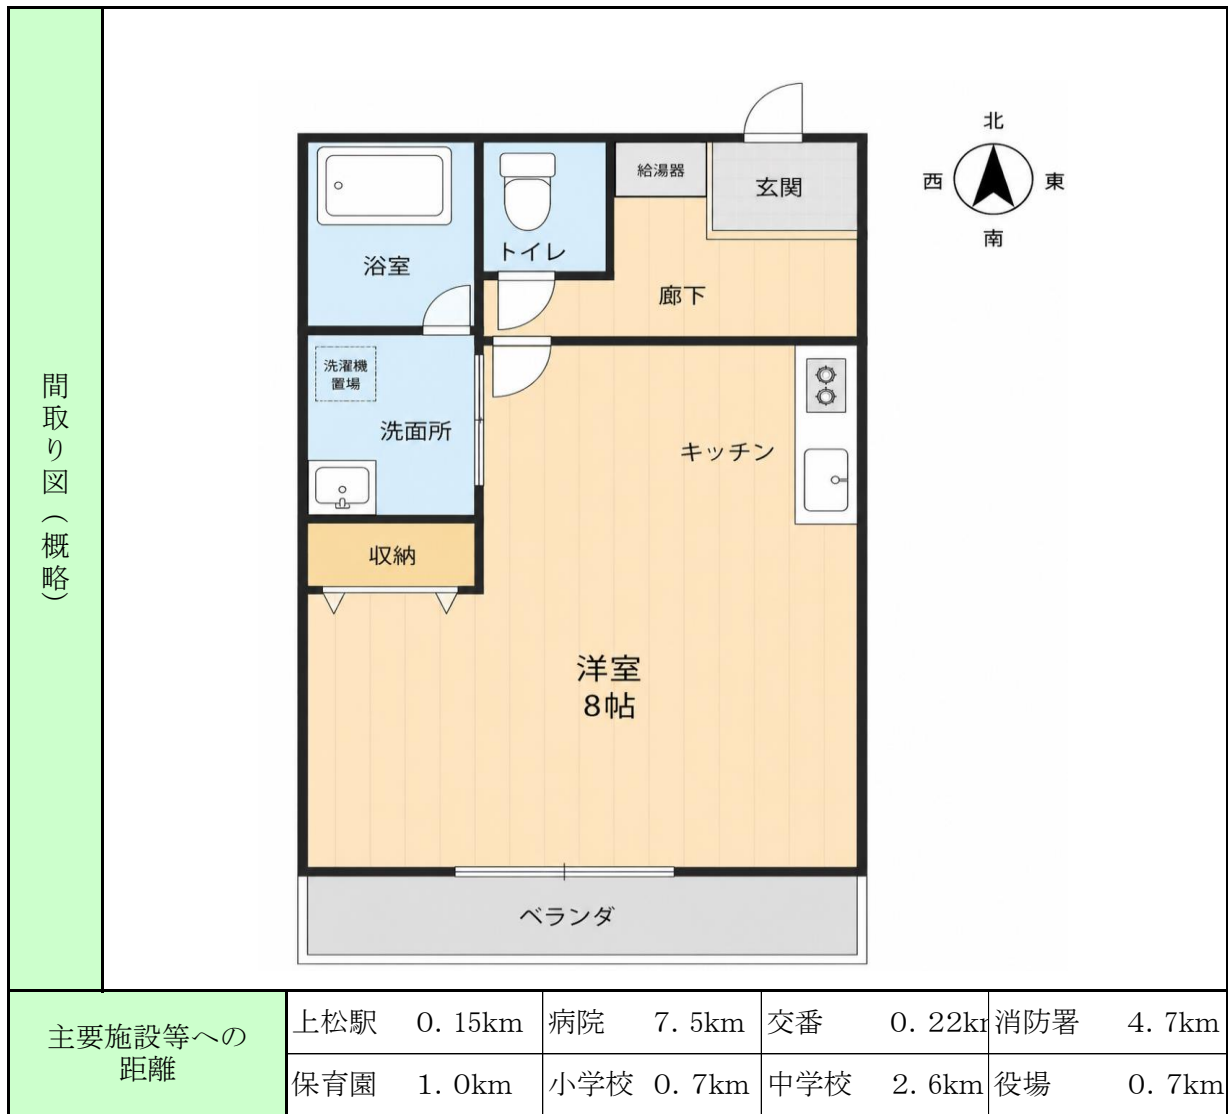 間取り図(概略)
北
西
東
南
給湯器
玄関
トイレ
浴室
廊下
洗濯機
置場
洗面所
キッチン
収納
洋室
8帖
ベランダ
主要施設等への
距離
上松駅 0.15km 病院 7.5km 交番 0.22km 消防署 4.7km
保育園 1.0km 小学校 0.7km 中学校 2.6km 役場 0.7km